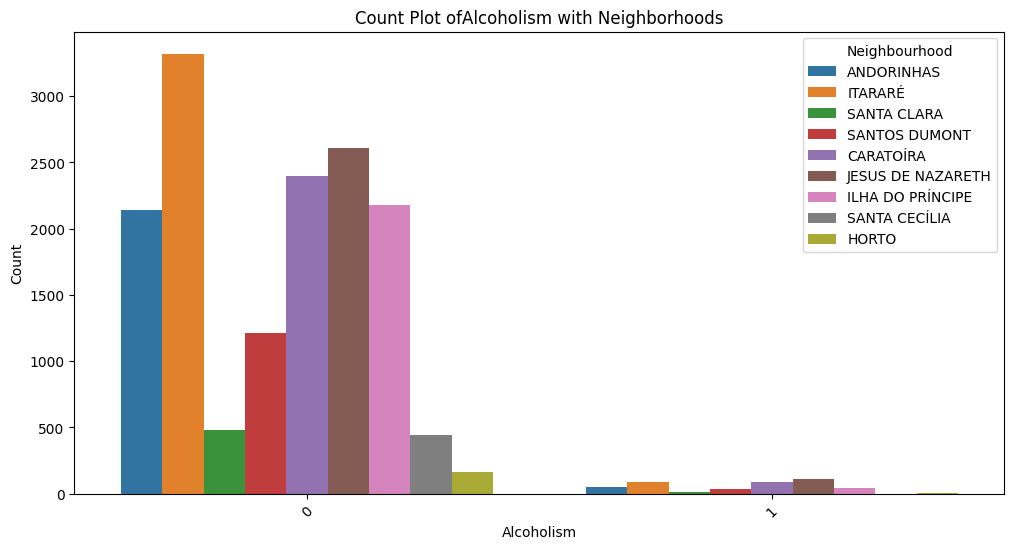 Count Plot ofAlcoholism with Neighborhoods
Neighbourhood
ANDORINHAS
ITARARÉ
SANTA CLARA
SANTOS DUMONT
CARATOÍRA
JESUS DE NAZARETH
ILHA DO PRÍNCIPE
SANTA CECÍLIA
HORTO
Count
3000
2500
2000
1500
1000
500
0
0
1
Alcoholism